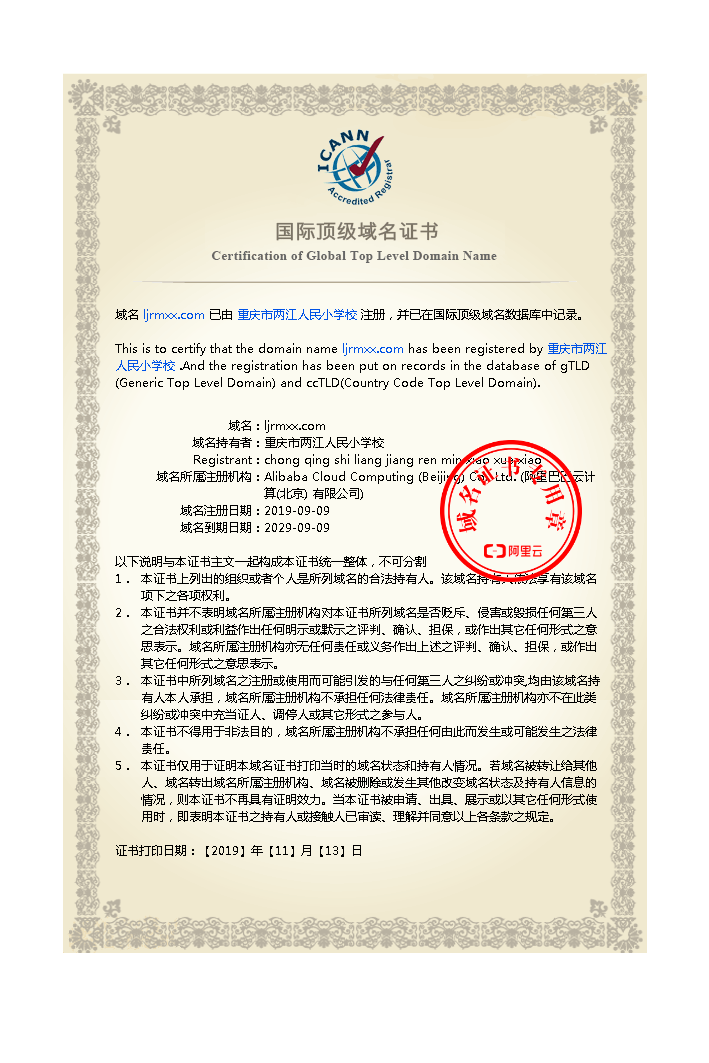 ICANN
Accredited Registrar
国际顶级域名证书
Certification of Global Top Level Domain Name
域名 ljrmxx.com 已由 重庆市两江人民小学校 注册，并已在国际顶级域名数据库中记录。
This is to certify that the domain name ljrmxx.com has been registered by 重庆市两江
人民小学校 .And the registration has been put on records in the database of gTLD
(Generic Top Level Domain) and ccTLD(Country Code Top Level Domain).
域名：ljrmxx.com
域名持有者：重庆市两江人民小学校
Registrant：chong qing shi liang jiang ren min xiao xue xiao
域名所属注册机构：Alibaba Cloud Computing (Beijing) Co., Ltd. (阿里巴巴云计
算(北京) 有限公司)
域名注册日期：2019-09-09
域名到期日期：2029-09-09
域名证书专用章
阿里云
以下说明与本证书主文一起构成本证书统一整体，不可分割
1． 本证书上列出的组织或者个人是所列域名的合法持有人。该域名持有人依法享有该域名
项下之各项权利。
2． 本证书并不表明域名所属注册机构对本证书所列域名是否贬斥、侵害或毁损任何第三人
之合法权利或利益作出任何明示或默示之评判、确认、担保，或作出其它任何形式之意
思表示。域名所属注册机构亦无任何责任或义务作出上述之评判、确认、担保，或作出
其它任何形式之意思表示。
3． 本证书中所列域名之注册或使用而可能引发的与任何第三人之纠纷或冲突,均由该域名持
有人本人承担，域名所属注册机构不承担任何法律责任。域名所属注册机构亦不在此类
纠纷或冲突中充当证人、调停人或其它形式之参与人。
4． 本证书不得用于非法目的，域名所属注册机构不承担任何由此而发生或可能发生之法律
责任。
5． 本证书仅用于证明本域名证书打印当时的域名状态和持有人情况。若域名被转让给其他
人、域名转出域名所属注册机构、域名被删除或发生其他改变域名状态及持有人信息的
情况，则本证书不再具有证明效力。当本证书被申请、出具、展示或以其它任何形式使
用时，即表明本证书之持有人或接触人已审读、理解并同意以上各条款之规定。
证书打印日期：【2019】年【11】月【13】日